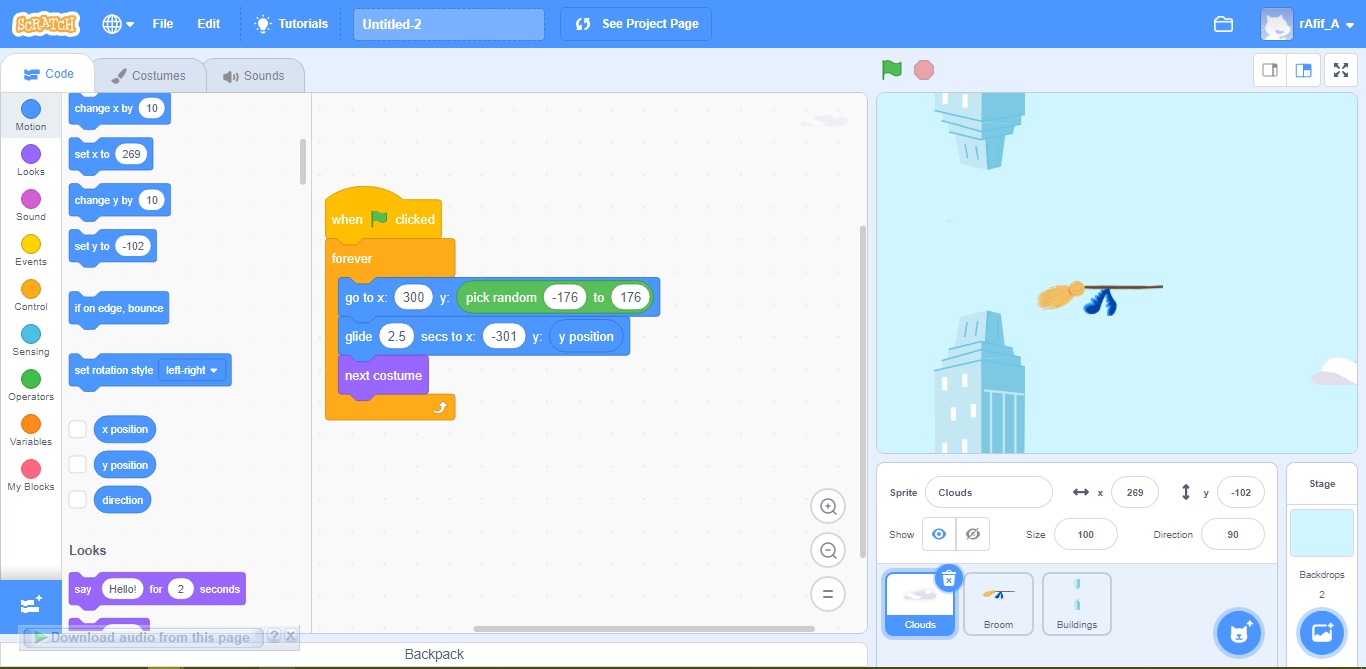 SCRATCH File Edit Tutorials Untitled-2 See Project Page rAfif_A
Code Costumes Sounds
Motion
Looks
Sound
Events
Control
Sensing
Operators
Variables
My Blocks
change x by 10
set x to 269
change y by 10
set y to -102
if on edge, bounce
set rotation style left-right
x position
y position
direction
Looks
say Hello! for 2 seconds
Download audio from this page ? X
when clicked
forever
go to x: 300 y: pick random -176 to 176
glide 2.5 secs to x: -301 y: y position
next costume
Backpack
Sprite Clouds x 269 y -102
Show Size 100 Direction 90
Clouds Broom Buildings
Stage
Backdrops
2